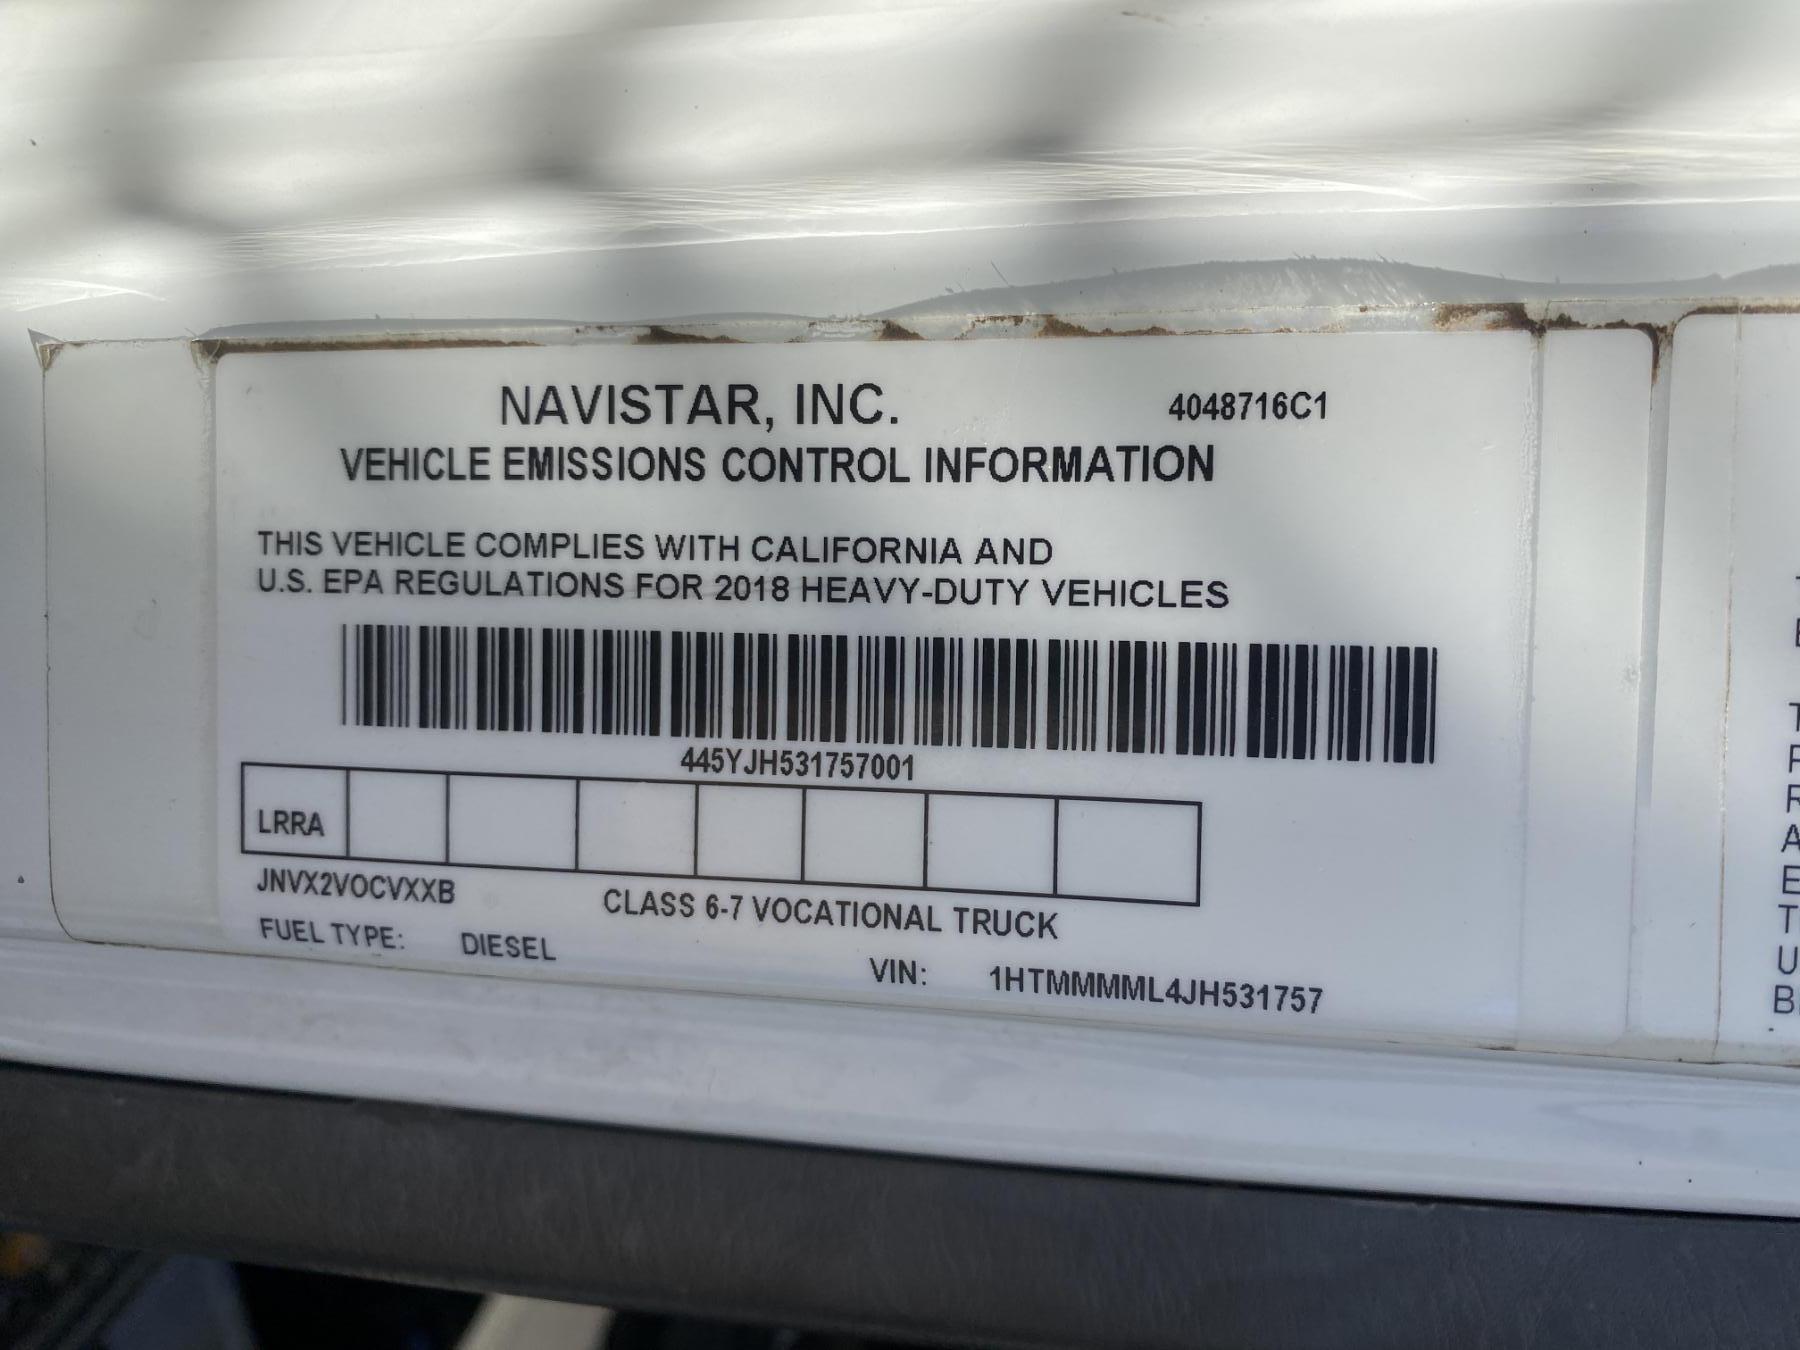 NAVISTAR, INC. 4048716C1
VEHICLE EMISSIONS CONTROL INFORMATION
THIS VEHICLE COMPLIES WITH CALIFORNIA AND
U.S. EPA REGULATIONS FOR 2018 HEAVY-DUTY VEHICLES
445YJH531757001
LRRA
JNVX2VOCVXXB CLASS 6-7 VOCATIONAL TRUCK
FUEL TYPE: DIESEL
VIN: 1HTMMMML4JH531757